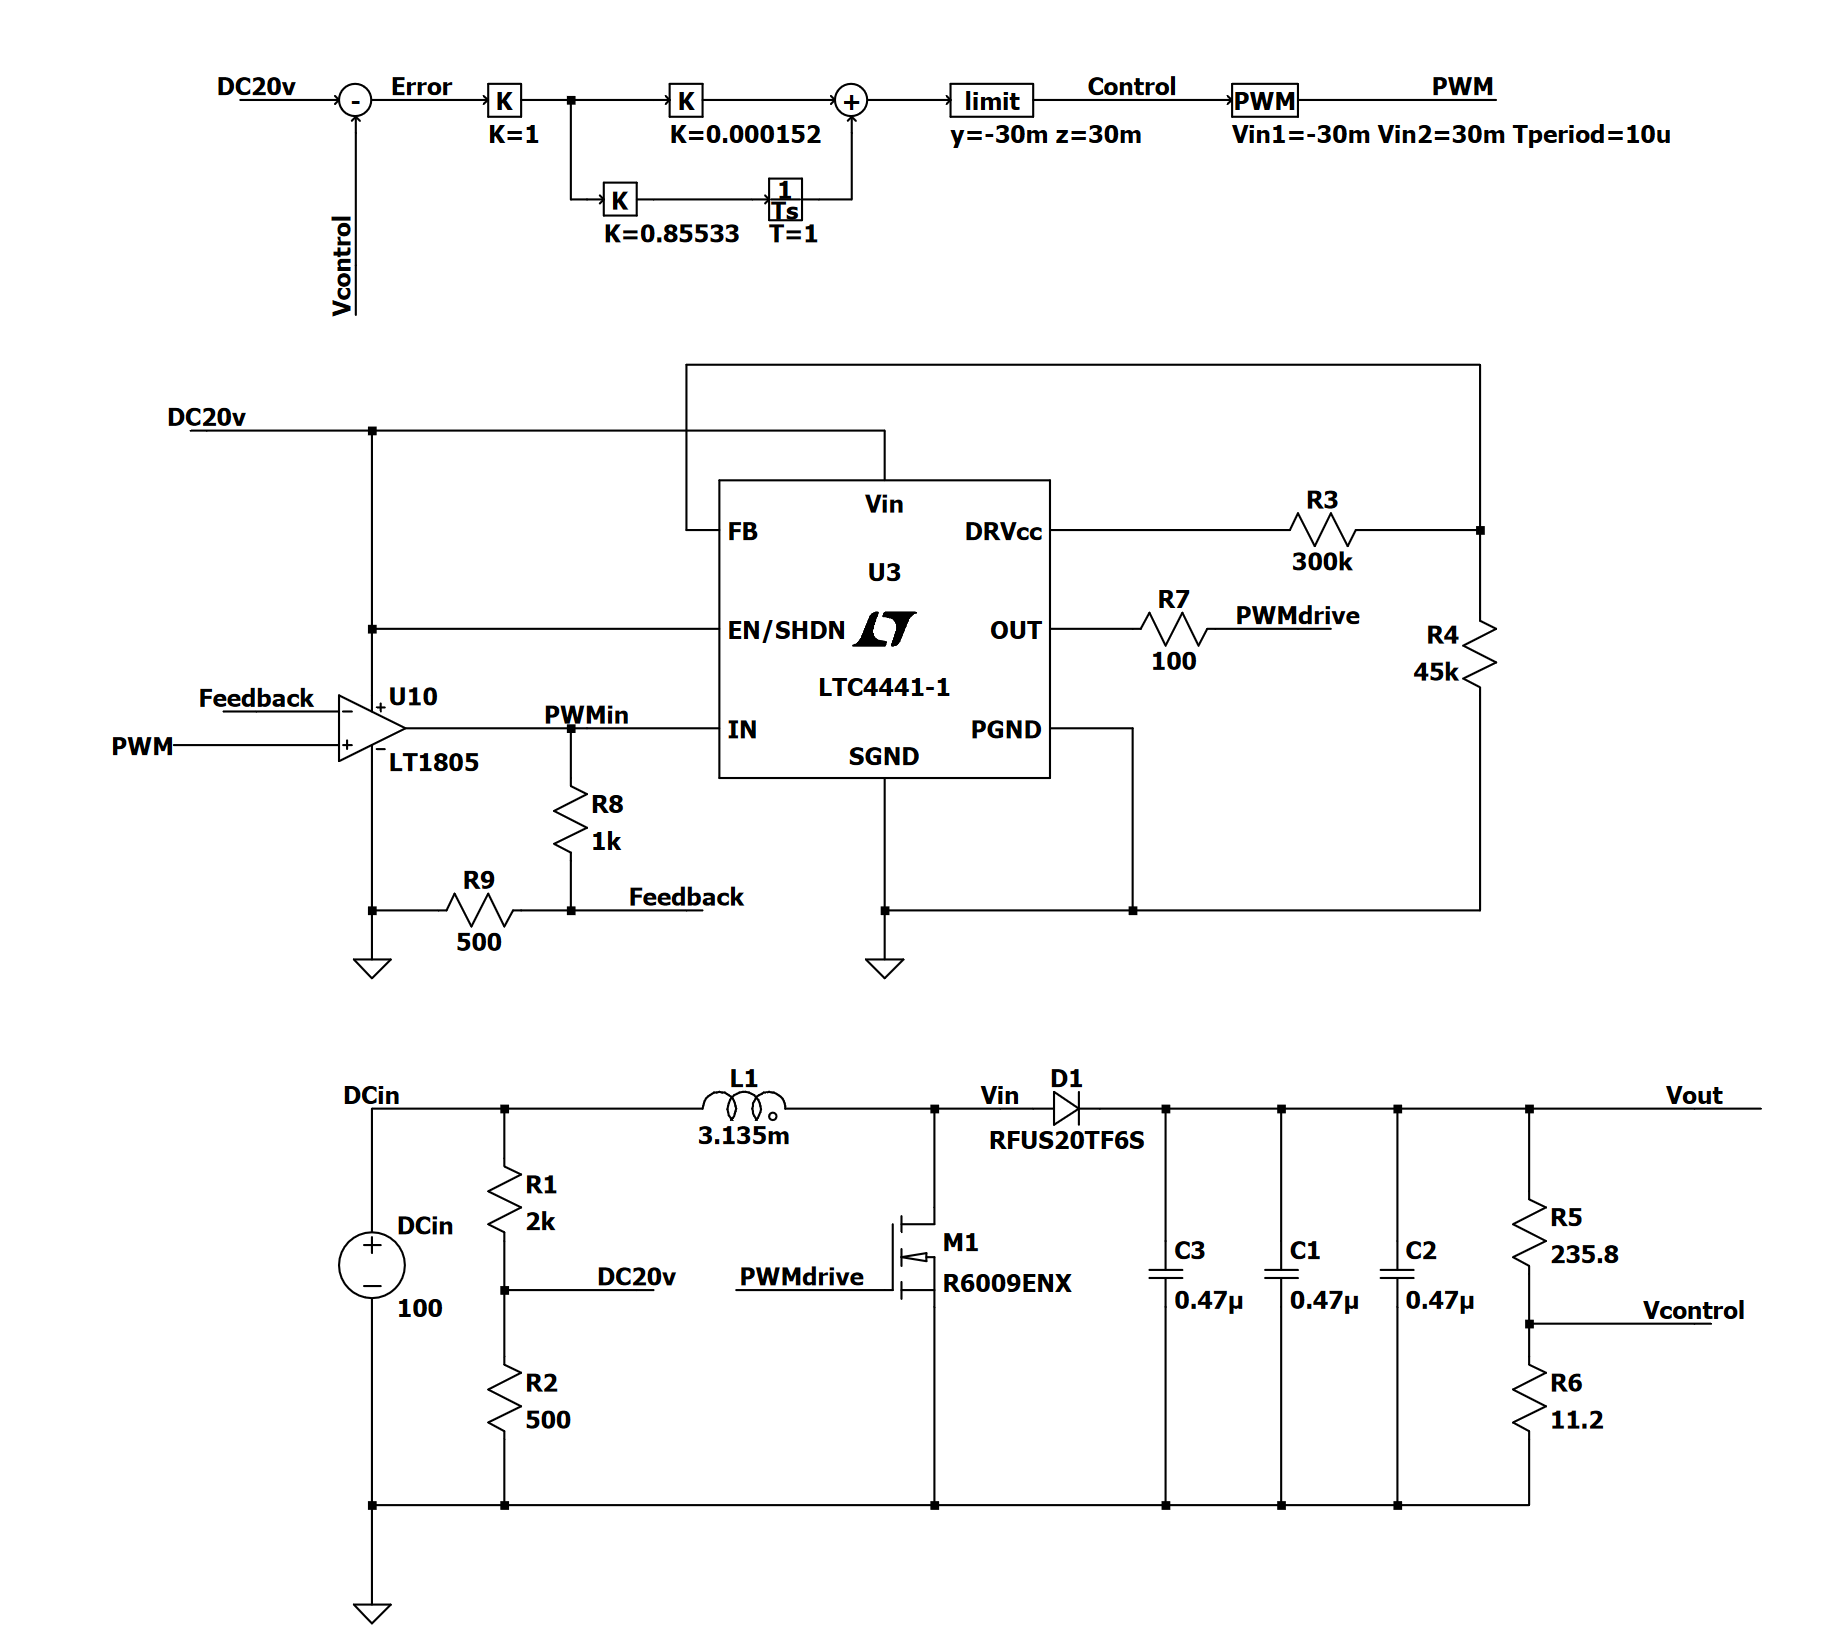 DC20v
-
Error
K
K=1
K
K=0.000152
+
limit
y=-30m z=30m
Control
PWM
Vin1=-30m Vin2=30m Tperiod=10u
PWM
K
K=0.85533
1
Ts
T=1
Vcontrol
DC20v
Vin
FB
DRVcc
U3
EN/SHDN
OUT
LTC4441-1
IN
PGND
SGND
R3
300k
R7
100
PWMdrive
R4
45k
Feedback
PWM
U10
LT1805
PWMin
R8
1k
R9
500
Feedback
DCin
L1
3.135m
Vin
D1
RFUS20TF6S
Vout
R1
2k
DCin
100
DC20v
PWMdrive
M1
R6009ENX
C3
0.47µ
C1
0.47µ
C2
0.47µ
R5
235.8
Vcontrol
R2
500
R6
11.2